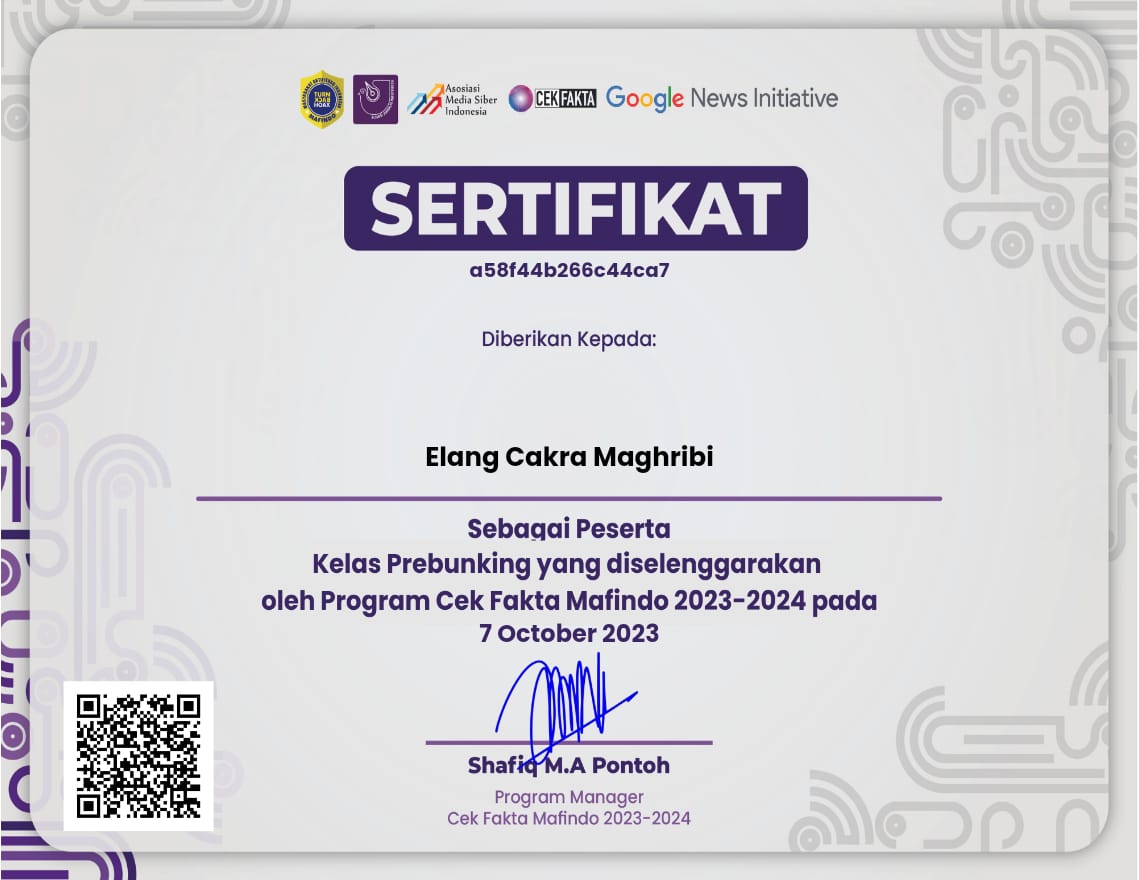 TURN
BACK
HOAX
MAFINDO
Asosiasi
Media Siber
Indonesia
CEKFAKTA
Google News Initiative
SERTIFIKAT
a58f44b266c44ca7
Diberikan Kepada:
Elang Cakra Maghribi
Sebagai Peserta
Kelas Prebunking yang diselenggarakan
oleh Program Cek Fakta Mafindo 2023-2024 pada
7 October 2023
Shafiq M.A Pontoh
Program Manager
Cek Fakta Mafindo 2023-2024